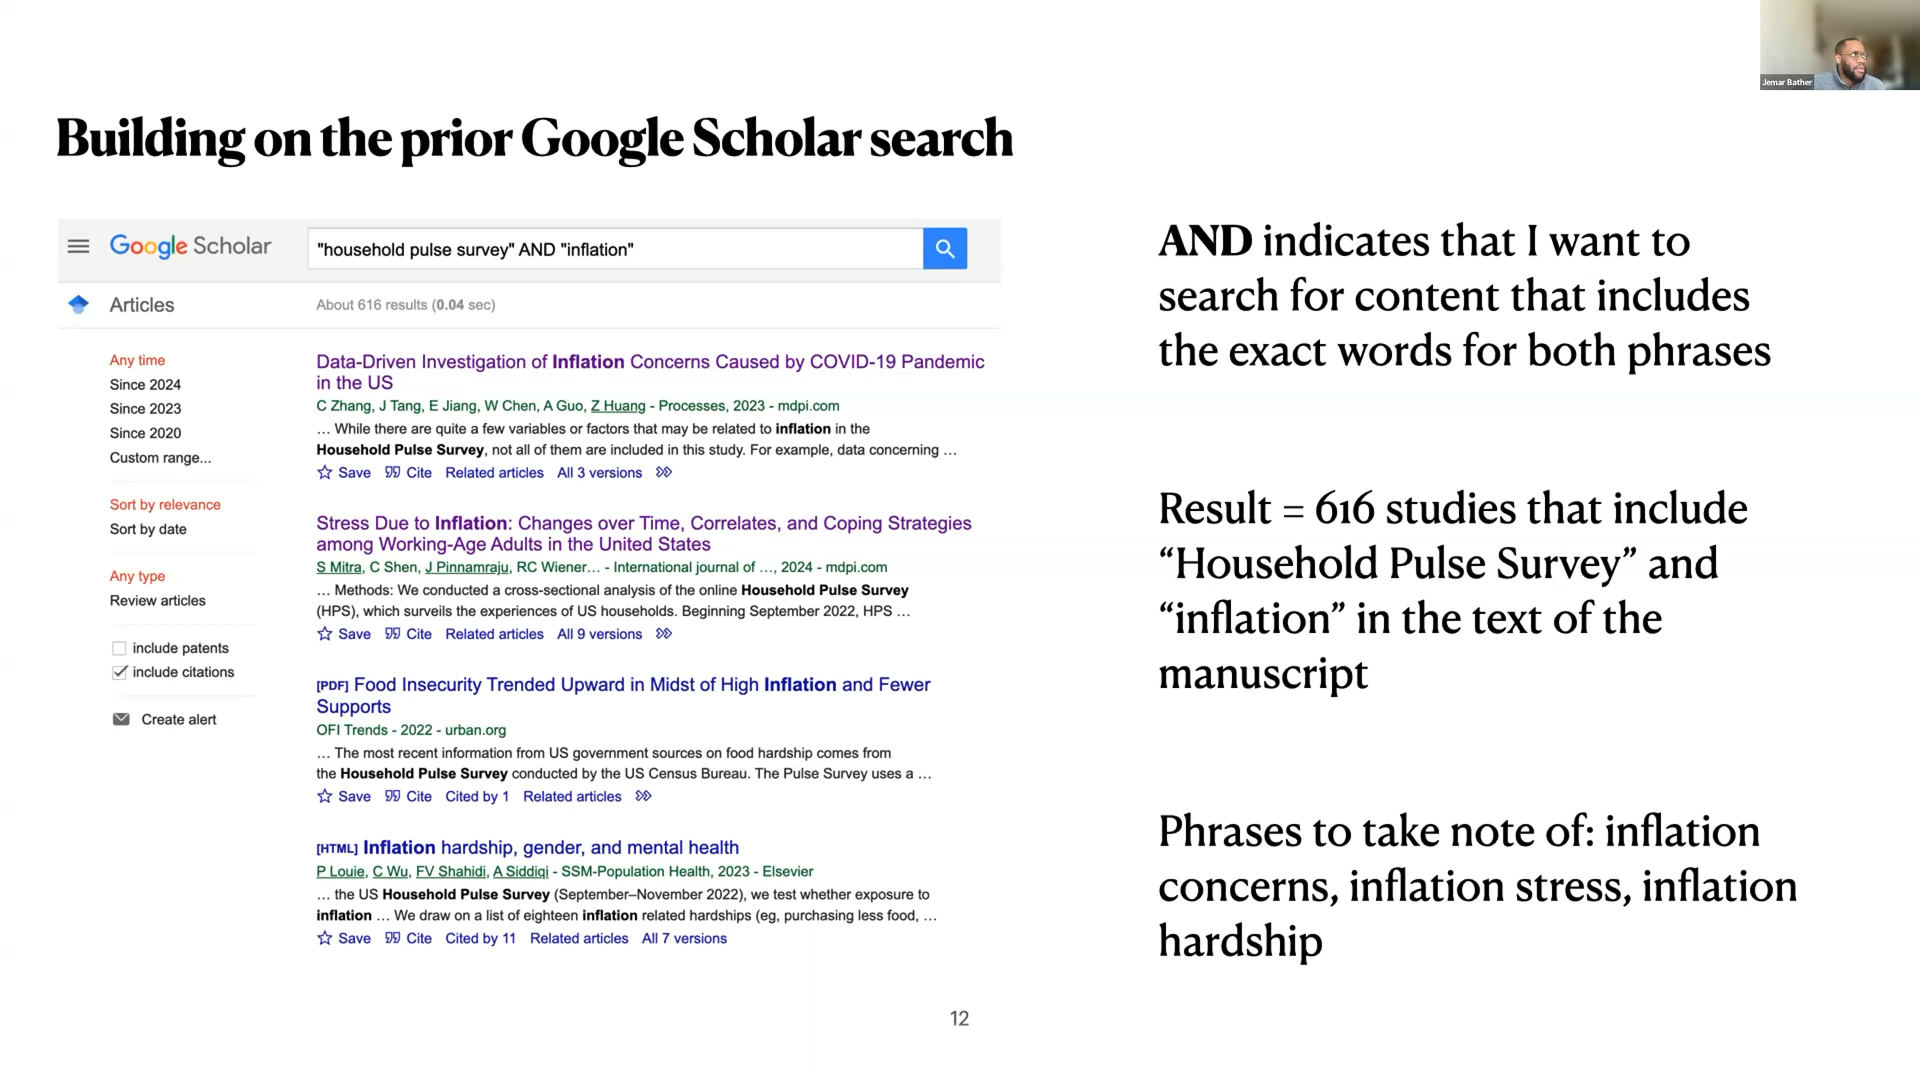 Jemar Bather
Building on the prior Google Scholar search
Google Scholar
"household pulse survey" AND "inflation"
Articles
About 616 results (0.04 sec)
Any time
Since 2024
Since 2023
Since 2020
Custom range...
Sort by relevance
Sort by date
Any type
Review articles
include patents
include citations
Create alert
Data-Driven Investigation of Inflation Concerns Caused by COVID-19 Pandemic
in the US
C Zhang, J Tang, E Jiang, W Chen, A Guo, Z Huang - Processes, 2023 - mdpi.com
… While there are quite a few variables or factors that may be related to inflation in the
Household Pulse Survey, not all of them are included in this study. For example, data concerning …
Save Cite Related articles All 3 versions
Stress Due to Inflation: Changes over Time, Correlates, and Coping Strategies
among Working-Age Adults in the United States
S Mitra, C Shen, J Pinnamraju, RC Wiener… - International journal of …, 2024 - mdpi.com
… Methods: We conducted a cross-sectional analysis of the online Household Pulse Survey
(HPS), which surveils the experiences of US households. Beginning September 2022, HPS …
Save Cite Related articles All 9 versions
[PDF] Food Insecurity Trended Upward in Midst of High Inflation and Fewer
Supports
OFI Trends - 2022 - urban.org
… The most recent information from US government sources on food hardship comes from
the Household Pulse Survey conducted by the US Census Bureau. The Pulse Survey uses a …
Save Cite Cited by 1 Related articles
[HTML] Inflation hardship, gender, and mental health
P Louie, C Wu, FV Shahidi, A Siddiqi - SSM-Population Health, 2023 - Elsevier
… the US Household Pulse Survey (September–November 2022), we test whether exposure to
inflation … We draw on a list of eighteen inflation related hardships (eg, purchasing less food, …
Save Cite Cited by 11 Related articles All 7 versions
AND indicates that I want to
search for content that includes
the exact words for both phrases
Result = 616 studies that include
“Household Pulse Survey” and
“inflation” in the text of the
manuscript
Phrases to take note of: inflation
concerns, inflation stress, inflation
hardship
12